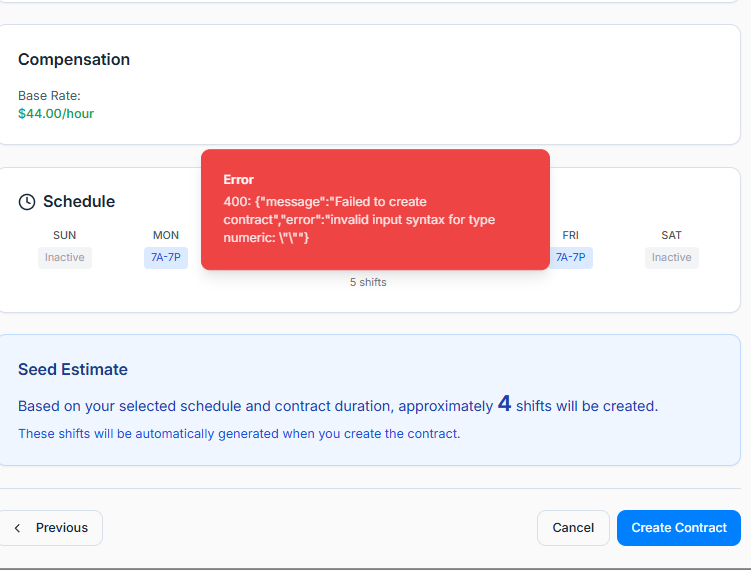 Compensation
Base Rate:
$44.00/hour
Error
400: {"message":"Failed to create
contract","error":"invalid input syntax for type
numeric: \"\""}
Schedule
SUN MON FRI SAT
Inactive 7A-7P 7A-7P Inactive
5 shifts
Seed Estimate
Based on your selected schedule and contract duration, approximately 4 shifts will be created.
These shifts will be automatically generated when you create the contract.
Previous Cancel Create Contract